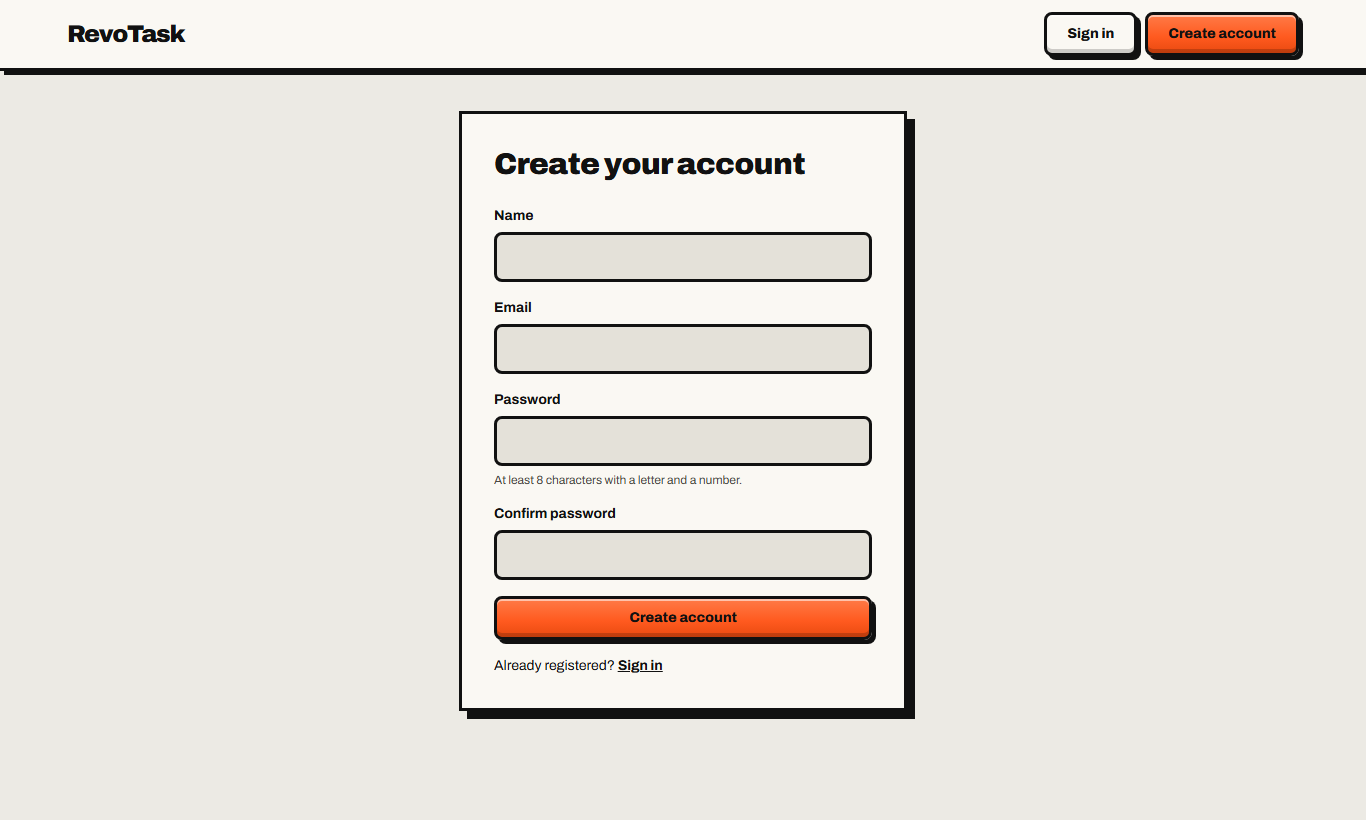 RevoTask
Sign in
Create account
Create your account
Name
Email
Password
At least 8 characters with a letter and a number.
Confirm password
Create account
Already registered? Sign in